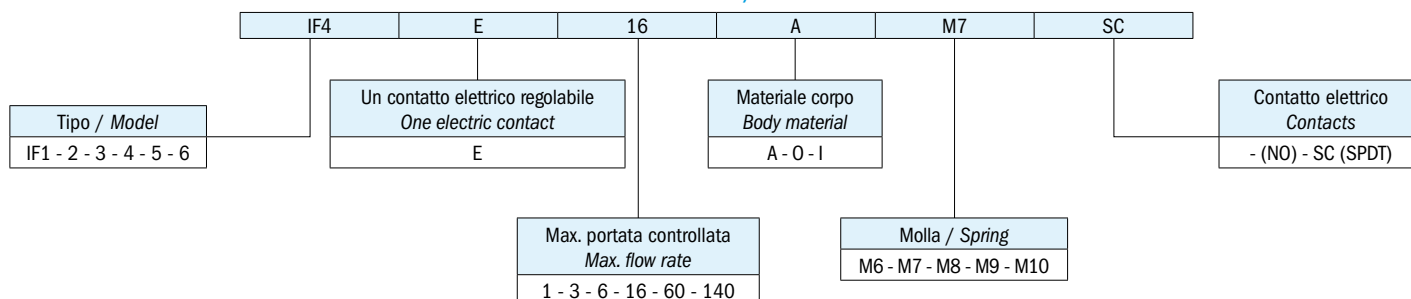 IF4 E 16 A M7 SC
Tipo / Model
IF1 - 2 - 3 - 4 - 5 - 6
Un contatto elettrico regolabile
One electric contact
E
Max. portata controllata
Max. flow rate
1 - 3 - 6 - 16 - 60 - 140
Materiale corpo
Body material
A - O - I
Molla / Spring
M6 - M7 - M8 - M9 - M10
Contatto elettrico
Contacts
- (NO) - SC (SPDT)